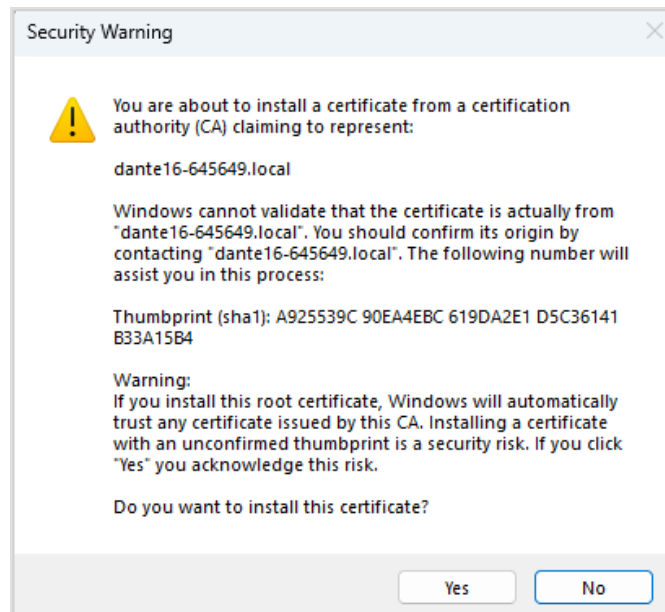 Security Warning
You are about to install a certificate from a certification
authority (CA) claiming to represent:
dante16-645649.local
Windows cannot validate that the certificate is actually from
"dante16-645649.local". You should confirm its origin by
contacting "dante16-645649.local". The following number will
assist you in this process:
Thumbprint (sha1): A925539C 90EA4EBC 619DA2E1 D5C36141
B33A15B4
Warning:
If you install this root certificate, Windows will automatically
trust any certificate issued by this CA. Installing a certificate
with an unconfirmed thumbprint is a security risk. If you click
"Yes" you acknowledge this risk.
Do you want to install this certificate?
Yes No